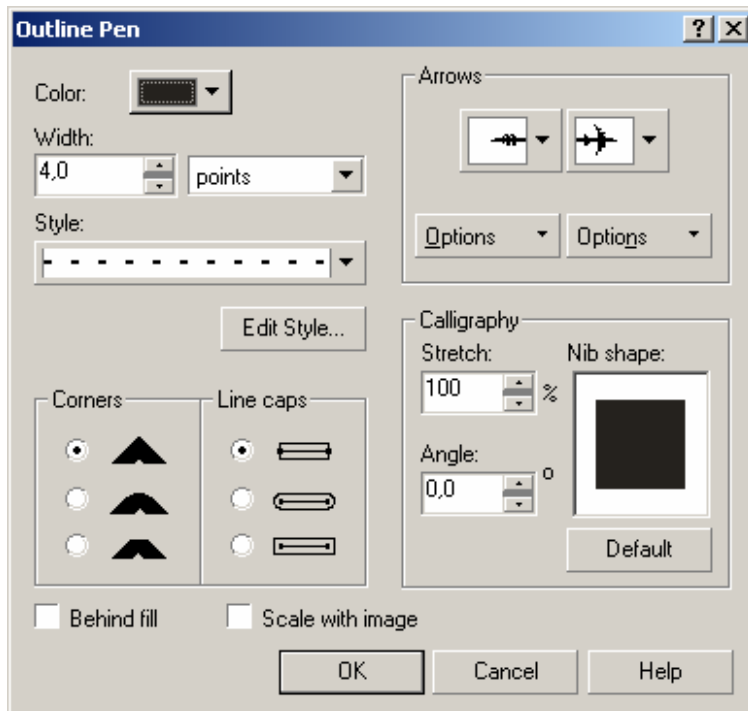 Outline Pen
Color:
Width:
4,0
points
Style:
Edit Style...
Corners
Line caps
Behind fill
Scale with image
Arrows
Options
Options
Calligraphy
Stretch:
100
%
Angle:
0,0
o
Nib shape:
Default
OK
Cancel
Help